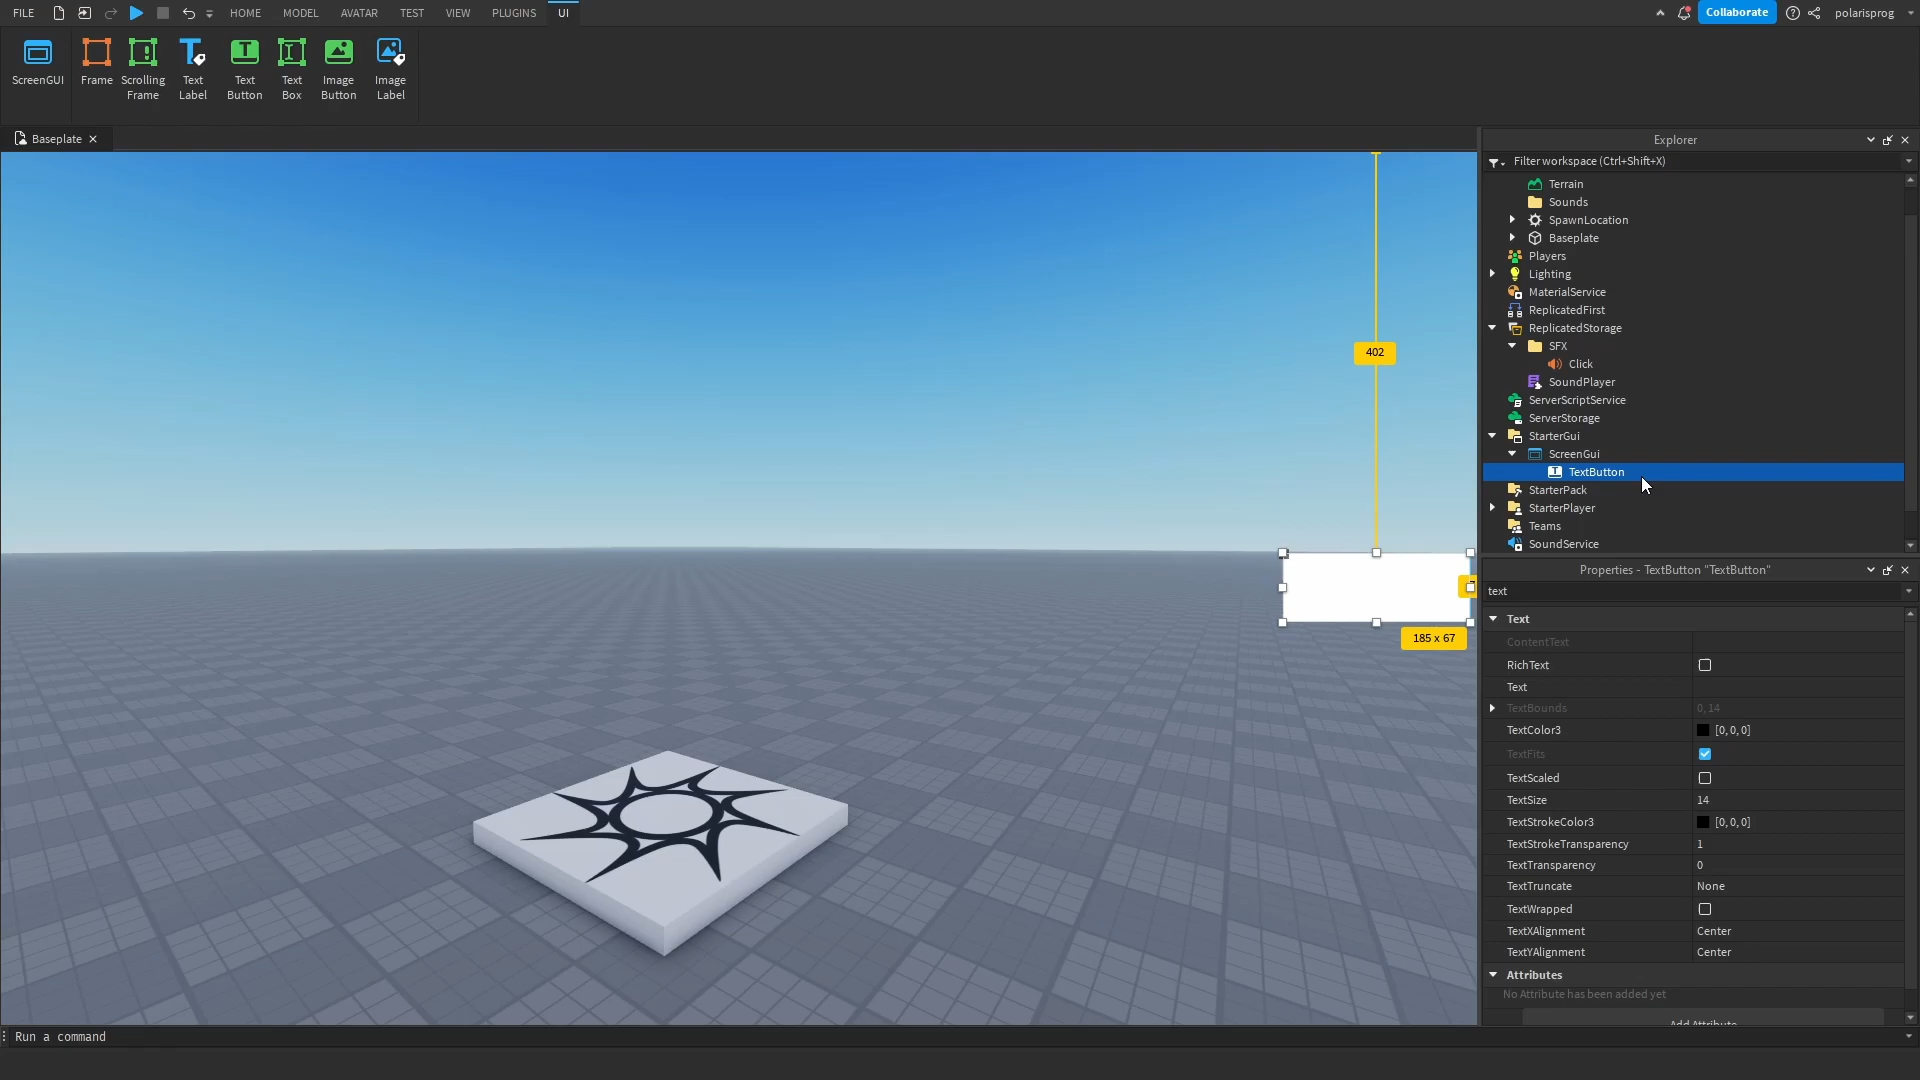 FILE HOME MODEL AVATAR TEST VIEW PLUGINS UI Collaborate polarisprog
ScreenGUI
Frame
Scrolling Frame
Text Label
Text Button
Text Box
Image Button
Image Label
Baseplate
402
185 x 67
Explorer
Filter workspace (Ctrl+Shift+X)
Terrain
Sounds
SpawnLocation
Baseplate
Players
Lighting
MaterialService
ReplicatedFirst
ReplicatedStorage
SFX
Click
SoundPlayer
ServerScriptService
ServerStorage
StarterGui
ScreenGui
TextButton
StarterPack
StarterPlayer
Teams
SoundService
Properties - TextButton "TextButton"
text
Text
ContentText
RichText
Text
TextBounds 0, 14
TextColor3 [0, 0, 0]
TextFits
TextScaled
TextSize 14
TextStrokeColor3 [0, 0, 0]
TextStrokeTransparency 1
TextTransparency 0
TextTruncate None
TextWrapped
TextXAlignment Center
TextYAlignment Center
Attributes
No Attribute has been added yet
Add Attribute
Run a command